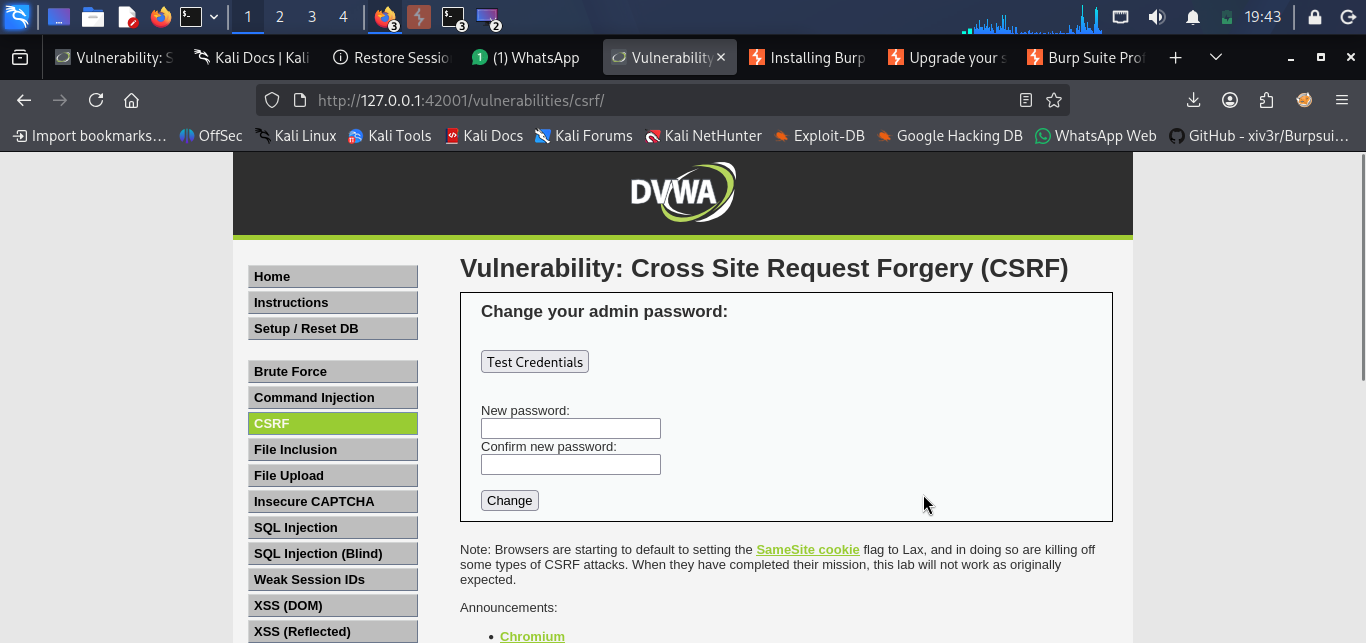 1 2 3 4 3 3 2 19:43
Vulnerability: S Kali Docs | Kali Restore Sessio 1 (1) WhatsApp Vulnerability Installing Burp Upgrade your s Burp Suite Prof
http://127.0.0.1:42001/vulnerabilities/csrf/
Import bookmarks... OffSec Kali Linux Kali Tools Kali Docs Kali Forums Kali NetHunter Exploit-DB Google Hacking DB WhatsApp Web GitHub - xiv3r/Burpsui...
DVWA
Home
Instructions
Setup / Reset DB
Brute Force
Command Injection
CSRF
File Inclusion
File Upload
Insecure CAPTCHA
SQL Injection
SQL Injection (Blind)
Weak Session IDs
XSS (DOM)
XSS (Reflected)
Vulnerability: Cross Site Request Forgery (CSRF)
Change your admin password:
Test Credentials
New password:
Confirm new password:
Change
Note: Browsers are starting to default to setting the SameSite cookie flag to Lax, and in doing so are killing off
some types of CSRF attacks. When they have completed their mission, this lab will not work as originally
expected.
Announcements:
• Chromium